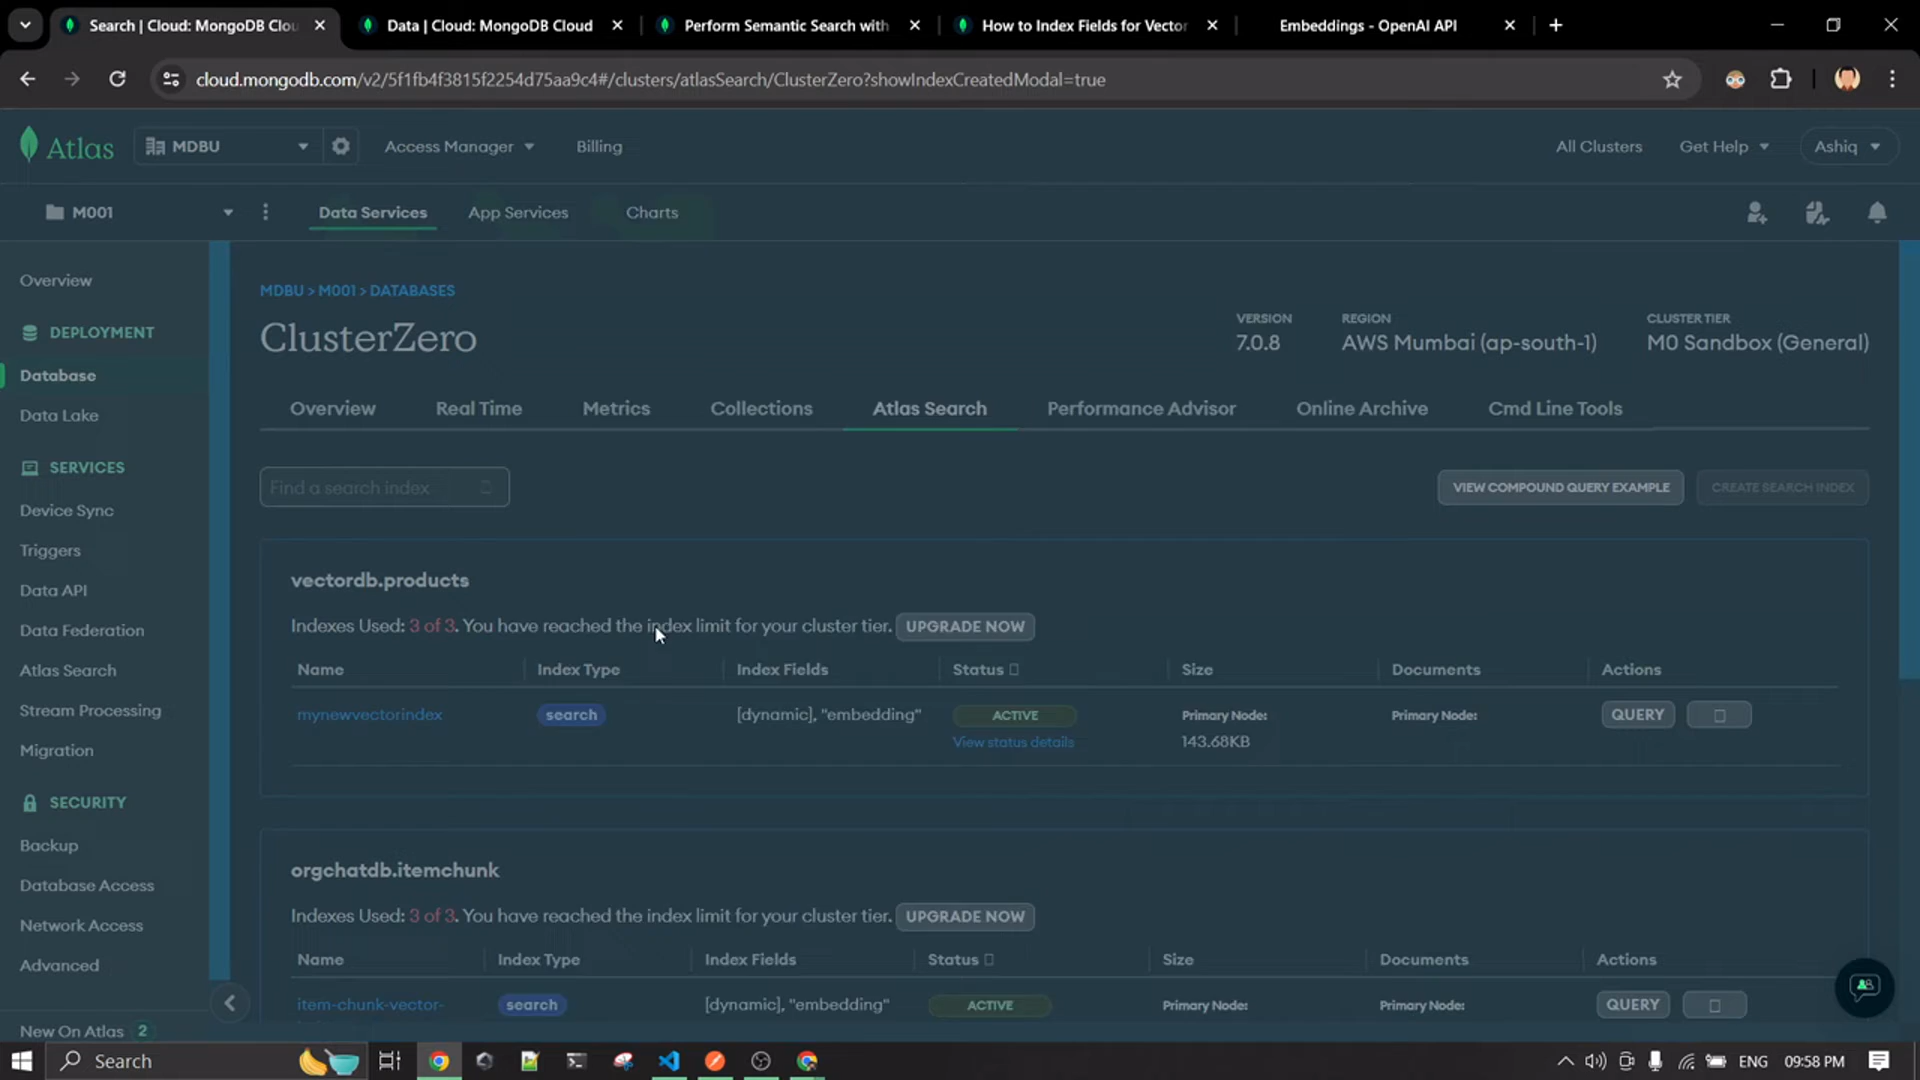 Search | Cloud: MongoDB Clou
Data | Cloud: MongoDB Cloud
Perform Semantic Search with
How to Index Fields for Vector
Embeddings - OpenAI API
cloud.mongodb.com/v2/5f1fb4f3815f2254d75aa9c4#/clusters/atlasSearch/ClusterZero?showIndexCreatedModal=true
Atlas
MDBU
Access Manager
Billing
All Clusters
Get Help
Ashiq
M001
Data Services
App Services
Charts
Overview
DEPLOYMENT
Database
Data Lake
SERVICES
Device Sync
Triggers
Data API
Data Federation
Atlas Search
Stream Processing
Migration
SECURITY
Backup
Database Access
Network Access
Advanced
New On Atlas 2
MDBU > M001 > DATABASES
ClusterZero
VERSION
7.0.8
REGION
AWS Mumbai (ap-south-1)
CLUSTER TIER
M0 Sandbox (General)
Overview
Real Time
Metrics
Collections
Atlas Search
Performance Advisor
Online Archive
Cmd Line Tools
Find a search index
VIEW COMPOUND QUERY EXAMPLE
CREATE SEARCH INDEX
vectordb.products
Indexes Used: 3 of 3. You have reached the index limit for your cluster tier. UPGRADE NOW
Name Index Type Index Fields Status Size Documents Actions
mynewvectorindex search [dynamic], "embedding" ACTIVE Primary Node: Primary Node: QUERY
View status details 143.68KB
orgchatdb.itemchunk
Indexes Used: 3 of 3. You have reached the index limit for your cluster tier. UPGRADE NOW
Name Index Type Index Fields Status Size Documents Actions
item-chunk-vector- search [dynamic], "embedding" ACTIVE Primary Node: Primary Node: QUERY
Search
ENG
09:58 PM